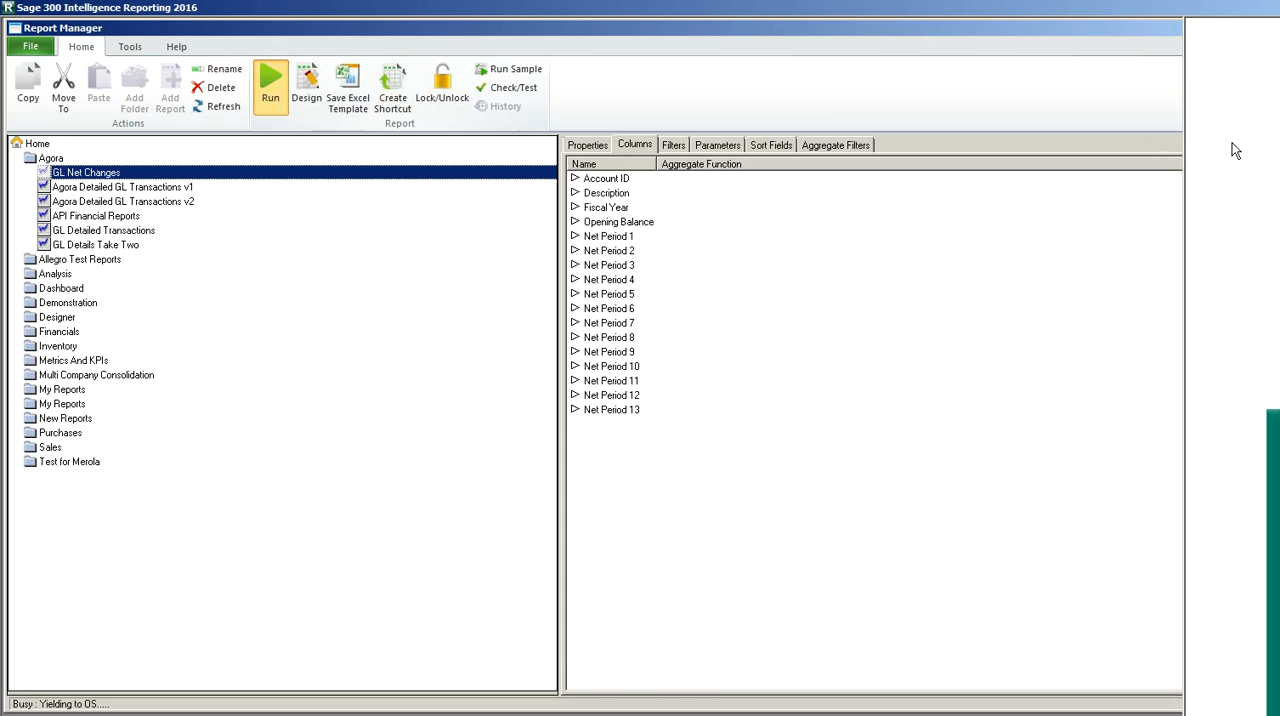 Sage 300 Intelligence Reporting 2016
Report Manager
File Home Tools Help
Copy
Move To
Paste
Add Folder
Add Report
Rename
Delete
Refresh
Actions
Run
Design
Save Excel Template
Create Shortcut
Lock/Unlock
Run Sample
Check/Test
History
Report
Home
Agora
GL Net Changes
Agora Detailed GL Transactions v1
Agora Detailed GL Transactions v2
API Financial Reports
GL Detailed Transactions
GL Details Take Two
Allegro Test Reports
Analysis
Dashboard
Demonstration
Designer
Financials
Inventory
Metrics And KPIs
Multi Company Consolidation
My Reports
My Reports
New Reports
Purchases
Sales
Test for Merola
Properties Columns Filters Parameters Sort Fields Aggregate Filters
Name Aggregate Function
Account ID
Description
Fiscal Year
Opening Balance
Net Period 1
Net Period 2
Net Period 3
Net Period 4
Net Period 5
Net Period 6
Net Period 7
Net Period 8
Net Period 9
Net Period 10
Net Period 11
Net Period 12
Net Period 13
Busy : Yielding to OS.....